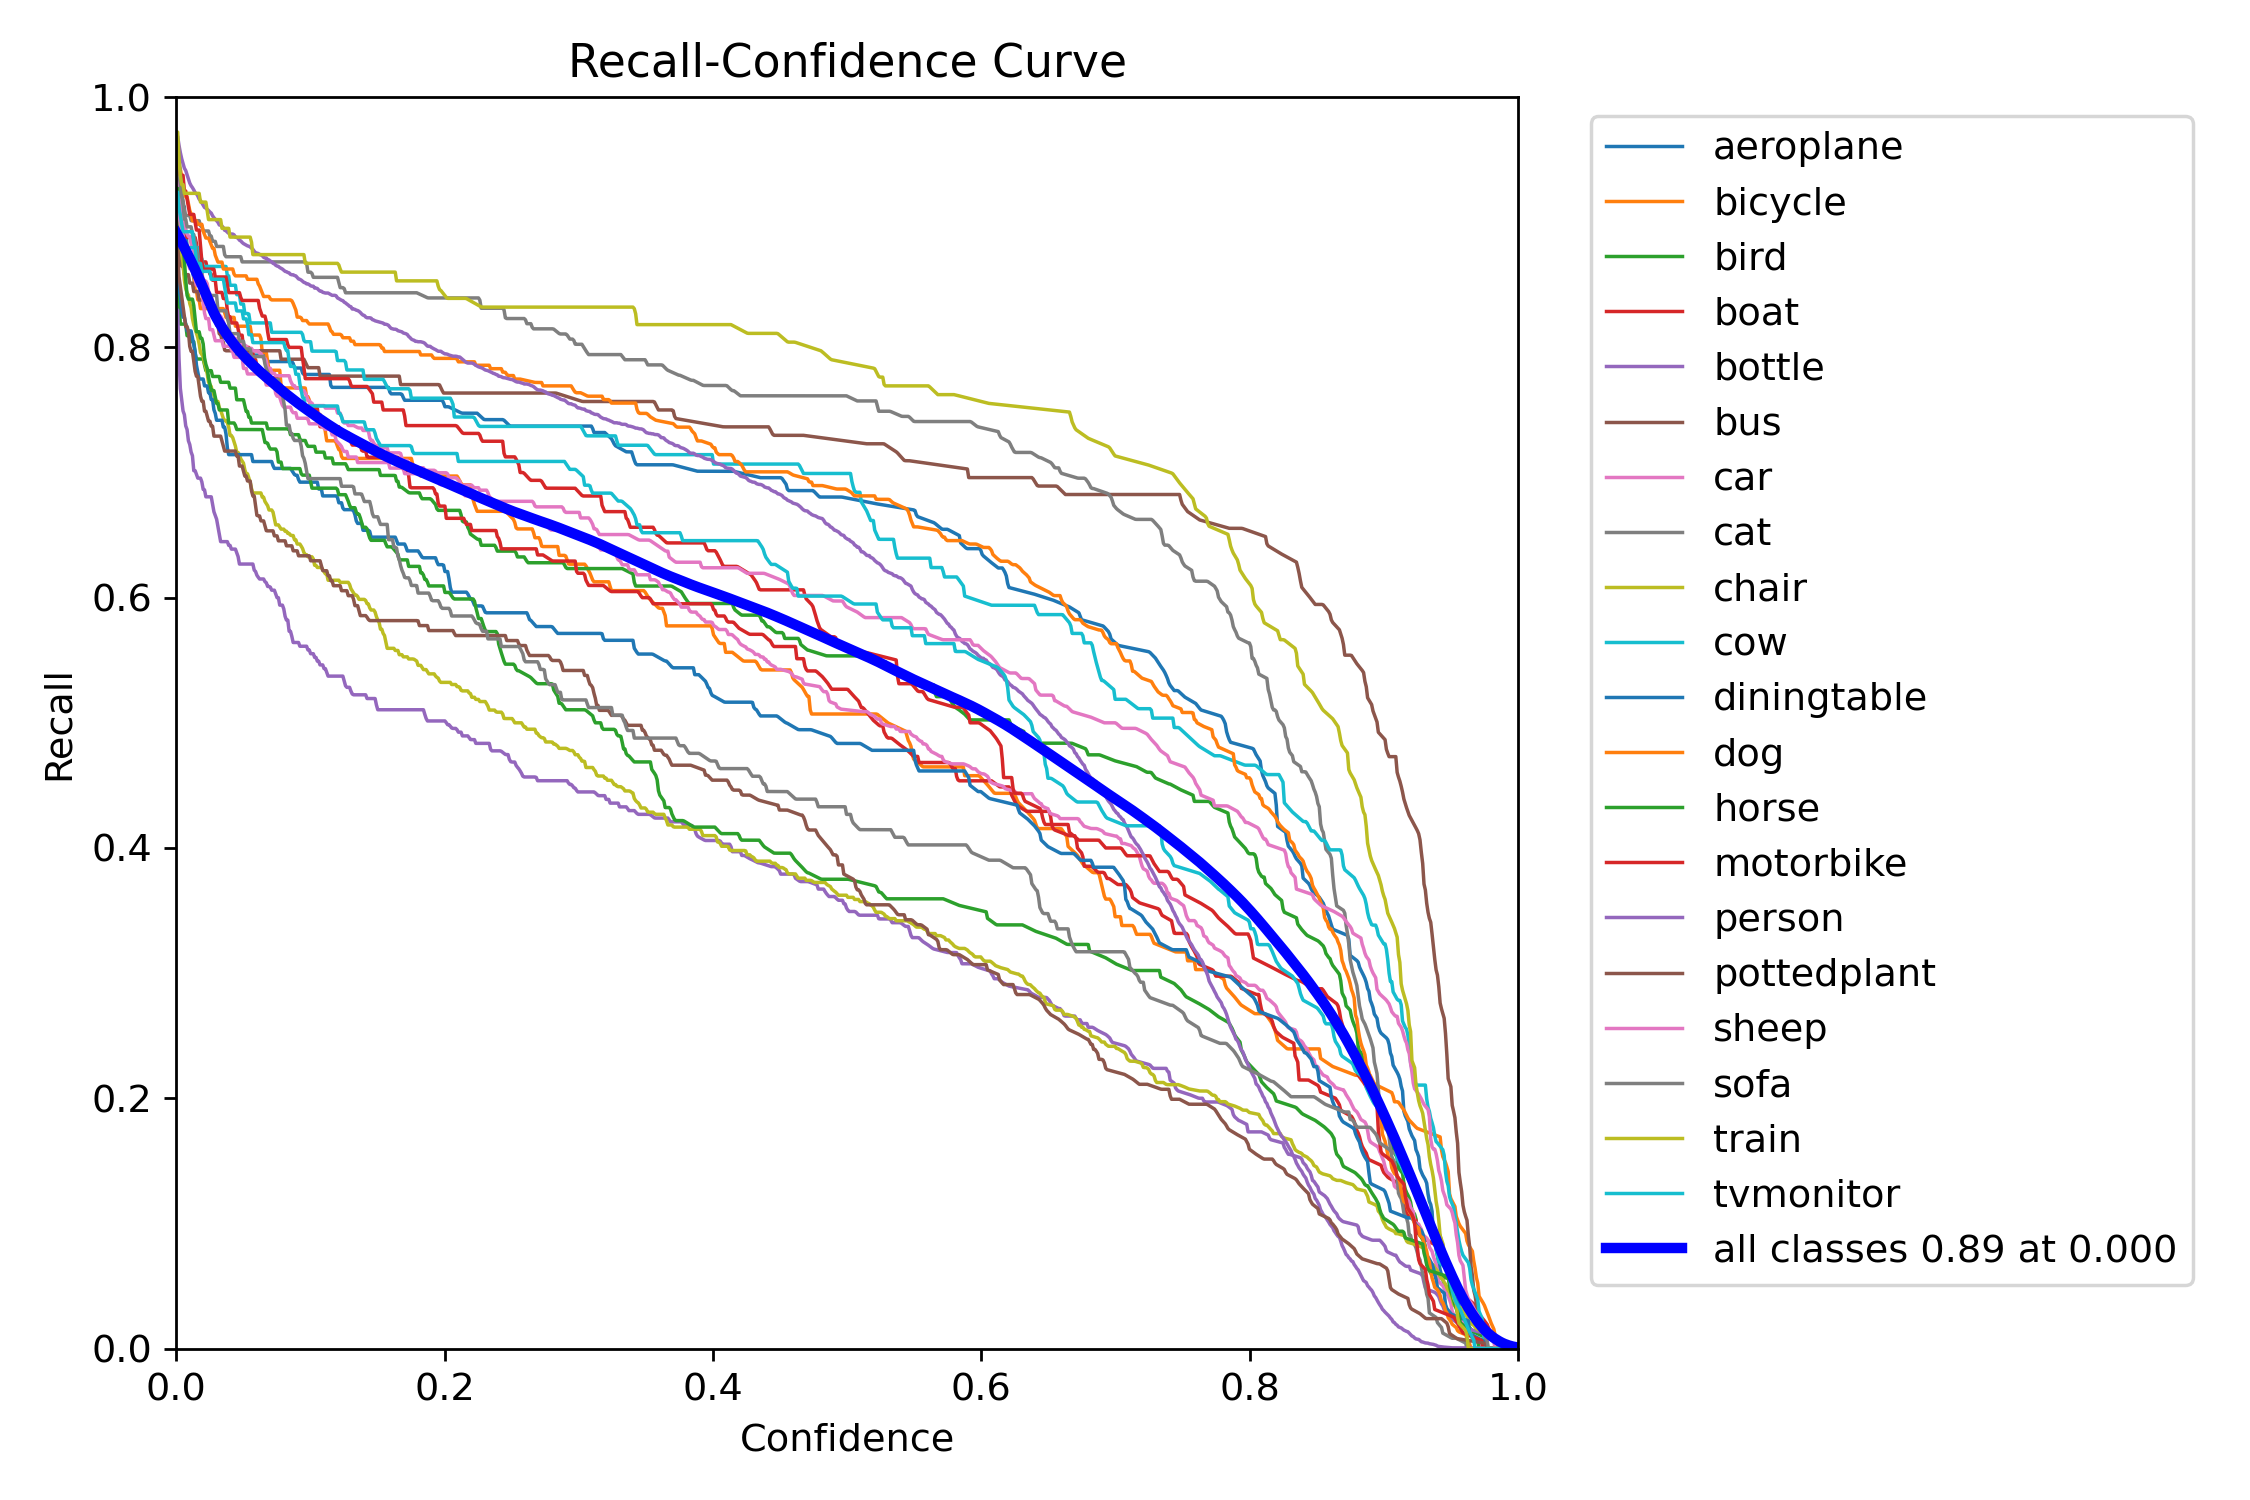 Recall-Confidence Curve
1.0
0.8
0.6
0.4
0.2
0.0
Recall
0.0 0.2 0.4 0.6 0.8 1.0
Confidence
aeroplane
bicycle
bird
boat
bottle
bus
car
cat
chair
cow
diningtable
dog
horse
motorbike
person
pottedplant
sheep
sofa
train
tvmonitor
all classes 0.89 at 0.000